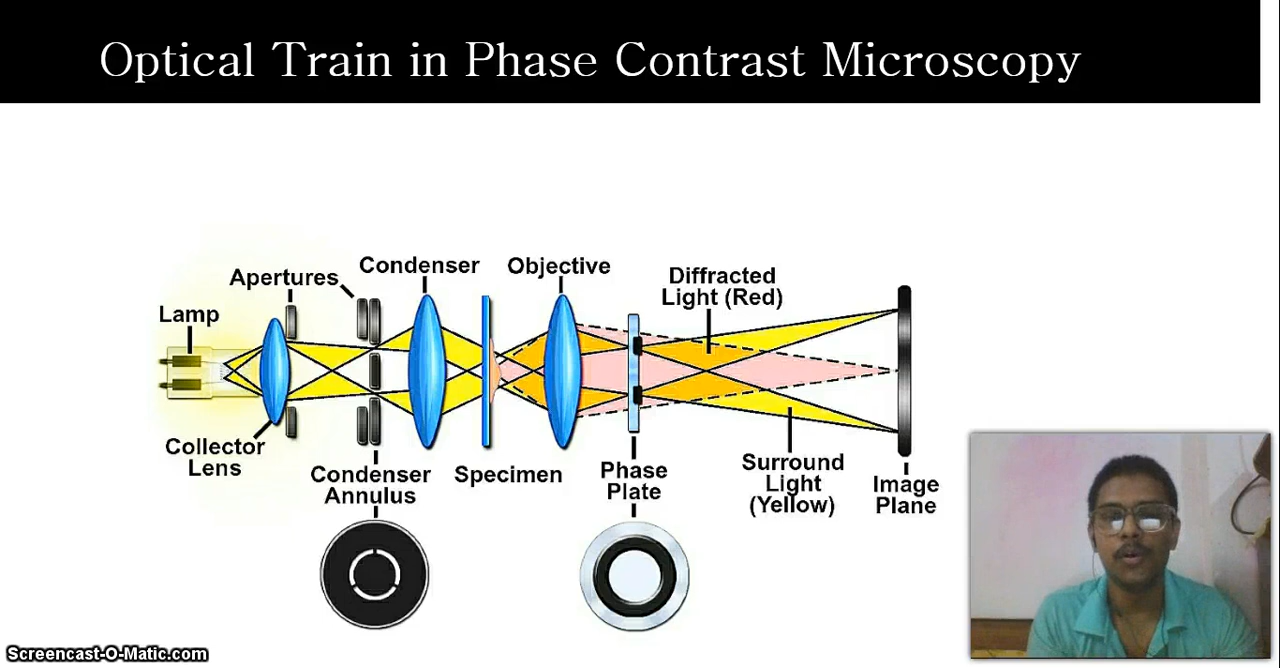 Optical Train in Phase Contrast Microscopy
Condenser
Objective
Apertures
Diffracted
Light (Red)
Lamp
Collector
Lens
Condenser
Annulus
Specimen
Phase
Plate
Surround
Light
(Yellow)
Image
Plane
Screencast-O-Matic.com